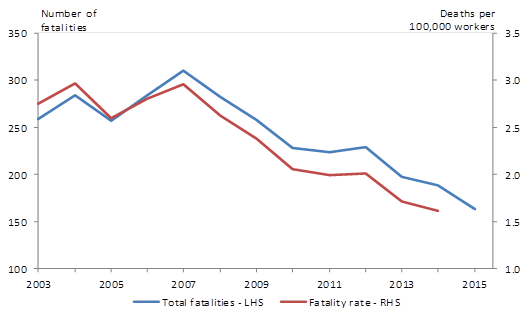 Number of
fatalities
Deaths per
100,000 workers
350
300
250
200
150
100
3.5
3.0
2.5
2.0
1.5
1.0
2003 2005 2007 2009 2011 2013 2015
Total fatalities - LHS Fatality rate - RHS